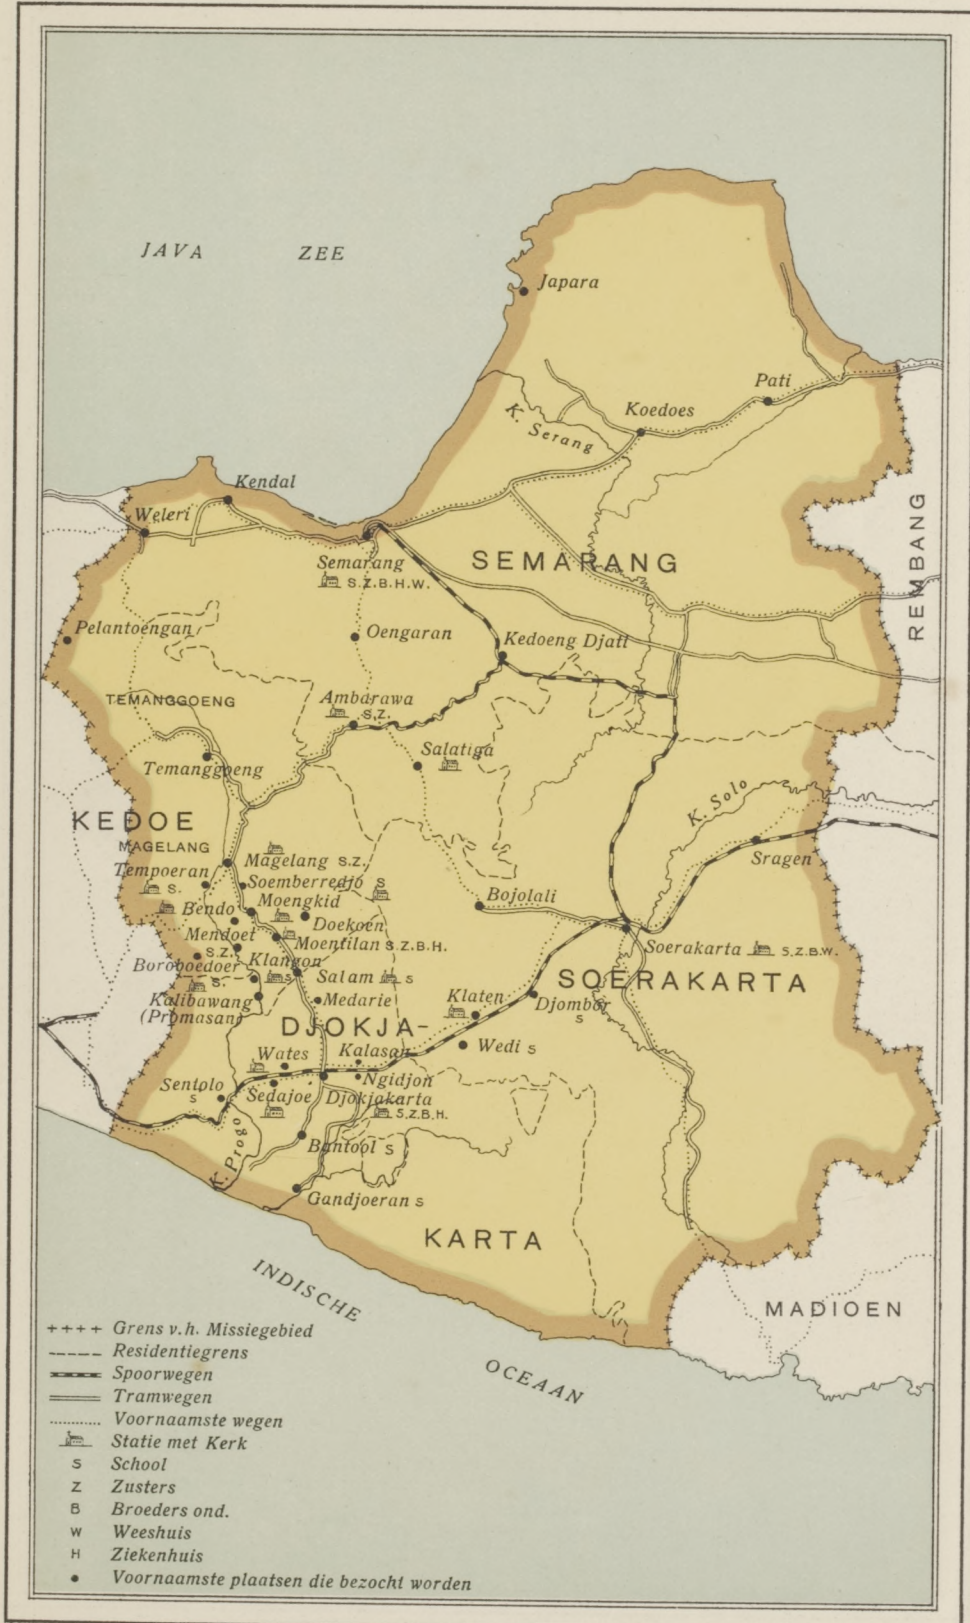 JAVA ZEE
Japara
Pati
Koedoes
K. Serang
Kendal
Weleri
REMBANG
Semarang
S.Z.B.H.W.
SEMARANG
Pelantoengan
Oengaran
Kedoeng Djati
TEMANGGOENG
Ambarawa
S.Z.
Salatiga
Temanggoeng
K. Solo
KEDOE
MAGELANG
Magelang S.Z.
Sragen
Tempoeran
S.
Soemberredjo S
Bendo
Moengkid
Bojolali
Doekoen
Mendoet
S.Z.
Moentilan S.Z.B.H.
Soerakarta S.Z.B.W.
Boroboedoer
S.
Klangon
S
Salam S
SOERAKARTA
Kalibawang
(Promasan)
Medarie
Klaten
Djombor
S
DJOKJA-
Wedi S
Wates
Kalasan
Sentolo
S
Sedajoe
Ngidjon
Djokjakarta
S.Z.B.H.
K. Progo
Bantool S
Gandjoeran S
KARTA
INDISCHE
OCEAAN
MADIOEN
++++ Grens v.h. Missiegebied
Residentiegrens
Spoorwegen
Tramwegen
Voornaamste wegen
Statie met Kerk
S School
Z Zusters
B Broeders ond.
W Weeshuis
H Ziekenhuis
• Voornaamste plaatsen die bezocht worden